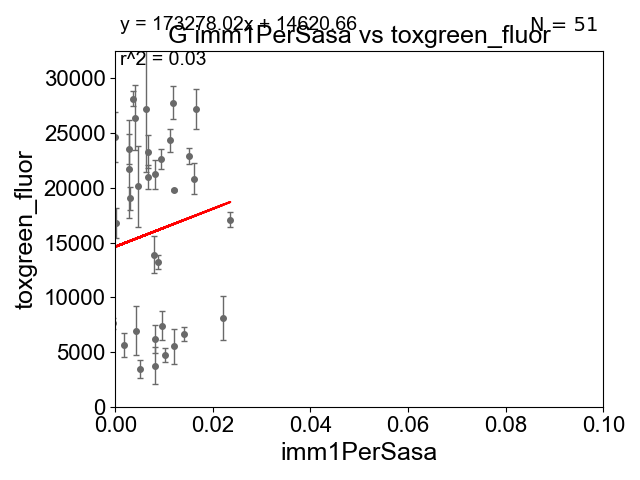 y = 173278.02x + 14620.66
N = 51
G imm1PerSasa vs toxgreen_fluor
r^2 = 0.03
30000
25000
20000
15000
10000
5000
0
toxgreen_fluor
0.00 0.02 0.04 0.06 0.08 0.10
imm1PerSasa